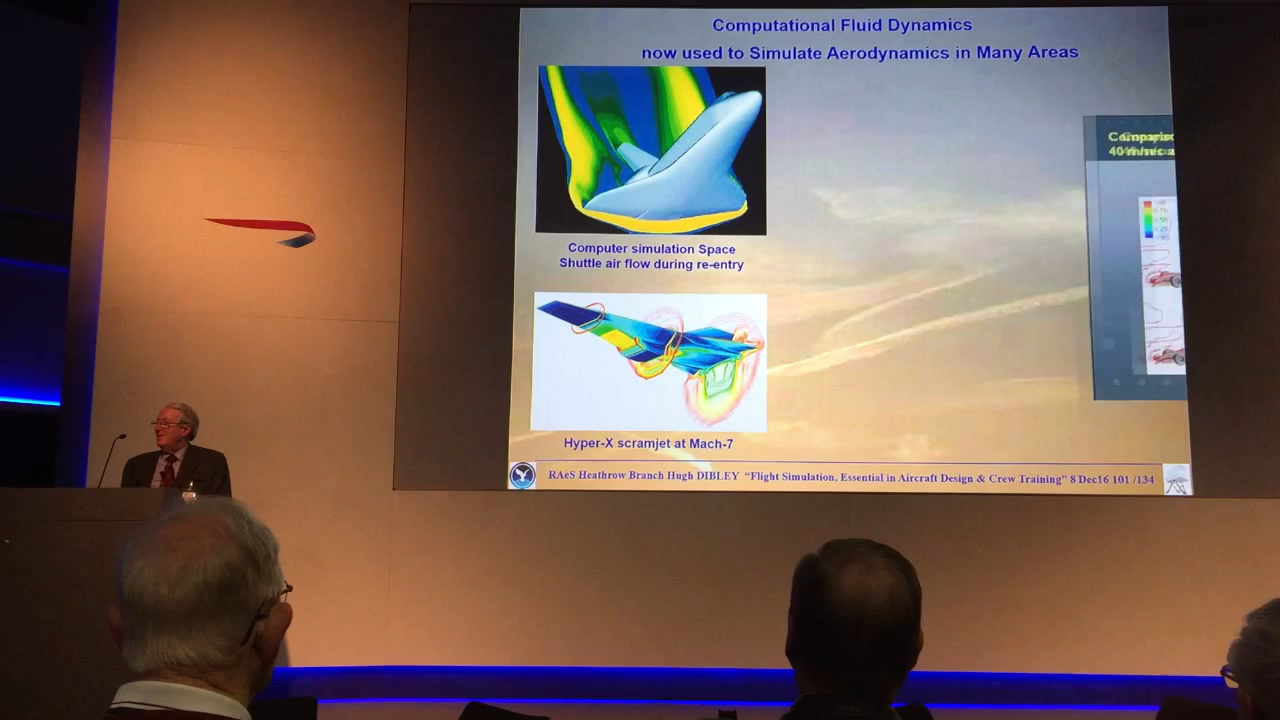 Computational Fluid Dynamics
now used to Simulate Aerodynamics in Many Areas
Computer simulation Space
Shuttle air flow during re-entry
Hyper-X scramjet at Mach-7
40 m/sec
RAeS Heathrow Branch Hugh DIBLEY "Flight Simulation, Essential in Aircraft Design & Crew Training" 8 Dec16 101 /134